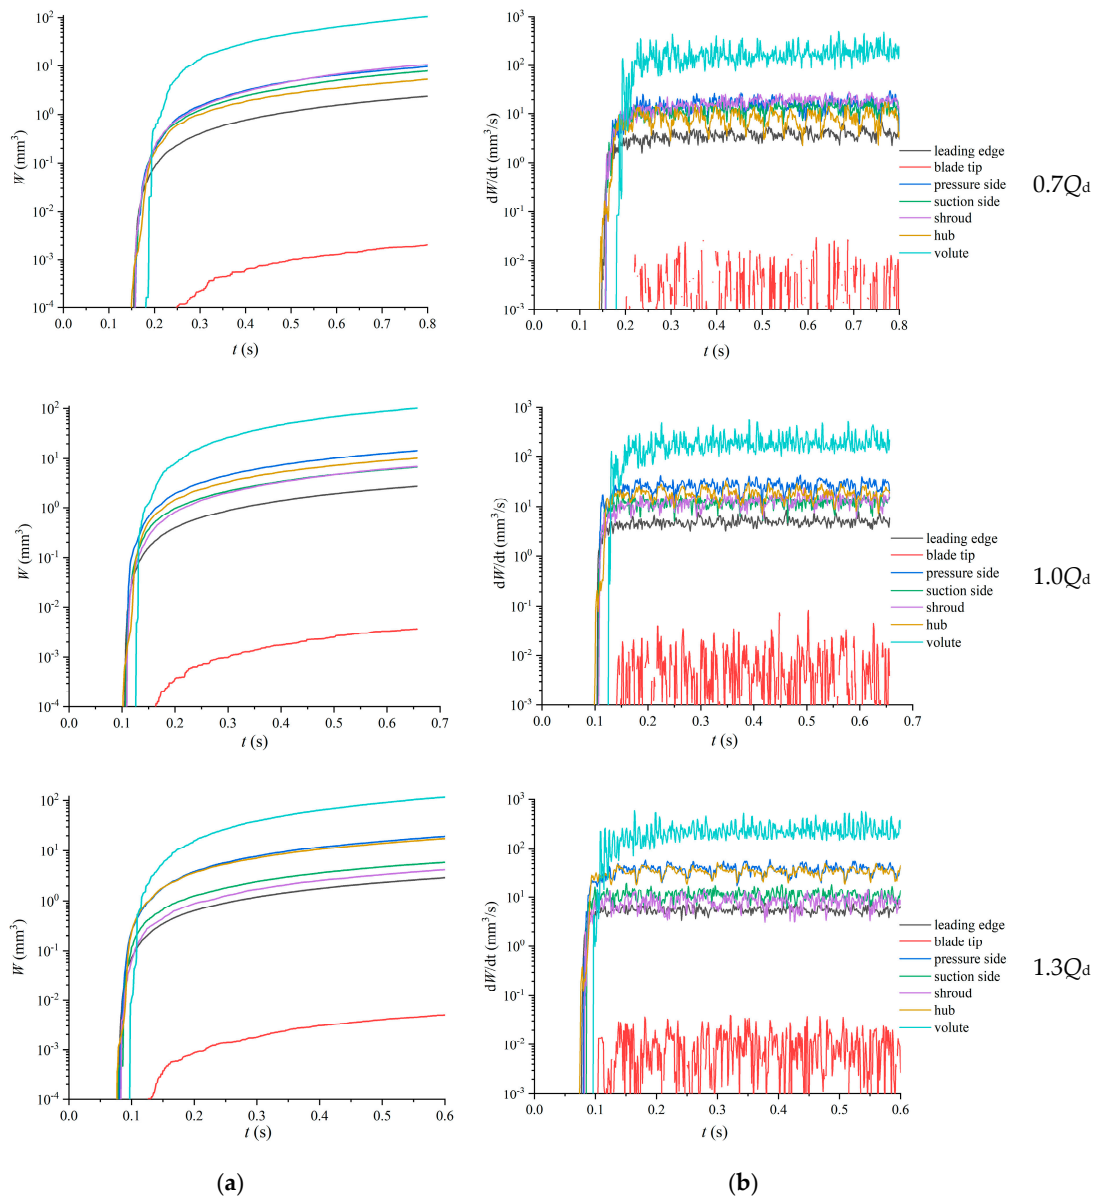 10²
10¹
10⁰
10⁻¹
10⁻²
10⁻³
10⁻⁴
W (mm³)
0.0 0.1 0.2 0.3 0.4 0.5 0.6 0.7 0.8
t (s)
10³
10²
10¹
10⁰
10⁻¹
10⁻²
10⁻³
dW/dt (mm³/s)
0.0 0.1 0.2 0.3 0.4 0.5 0.6 0.7 0.8
t (s)
leading edge
blade tip
pressure side
suction side
shroud
hub
volute
0.7Qd
10²
10¹
10⁰
10⁻¹
10⁻²
10⁻³
10⁻⁴
W (mm³)
0.0 0.1 0.2 0.3 0.4 0.5 0.6 0.7
t (s)
10³
10²
10¹
10⁰
10⁻¹
10⁻²
10⁻³
dW/dt (mm³/s)
0.0 0.1 0.2 0.3 0.4 0.5 0.6 0.7
t (s)
leading edge
blade tip
pressure side
suction side
shroud
hub
volute
1.0Qd
10²
10¹
10⁰
10⁻¹
10⁻²
10⁻³
10⁻⁴
W (mm³)
0.0 0.1 0.2 0.3 0.4 0.5 0.6
t (s)
10³
10²
10¹
10⁰
10⁻¹
10⁻²
10⁻³
dW/dt (mm³/s)
0.0 0.1 0.2 0.3 0.4 0.5 0.6
t (s)
leading edge
blade tip
pressure side
suction side
shroud
hub
volute
1.3Qd
(a)
(b)